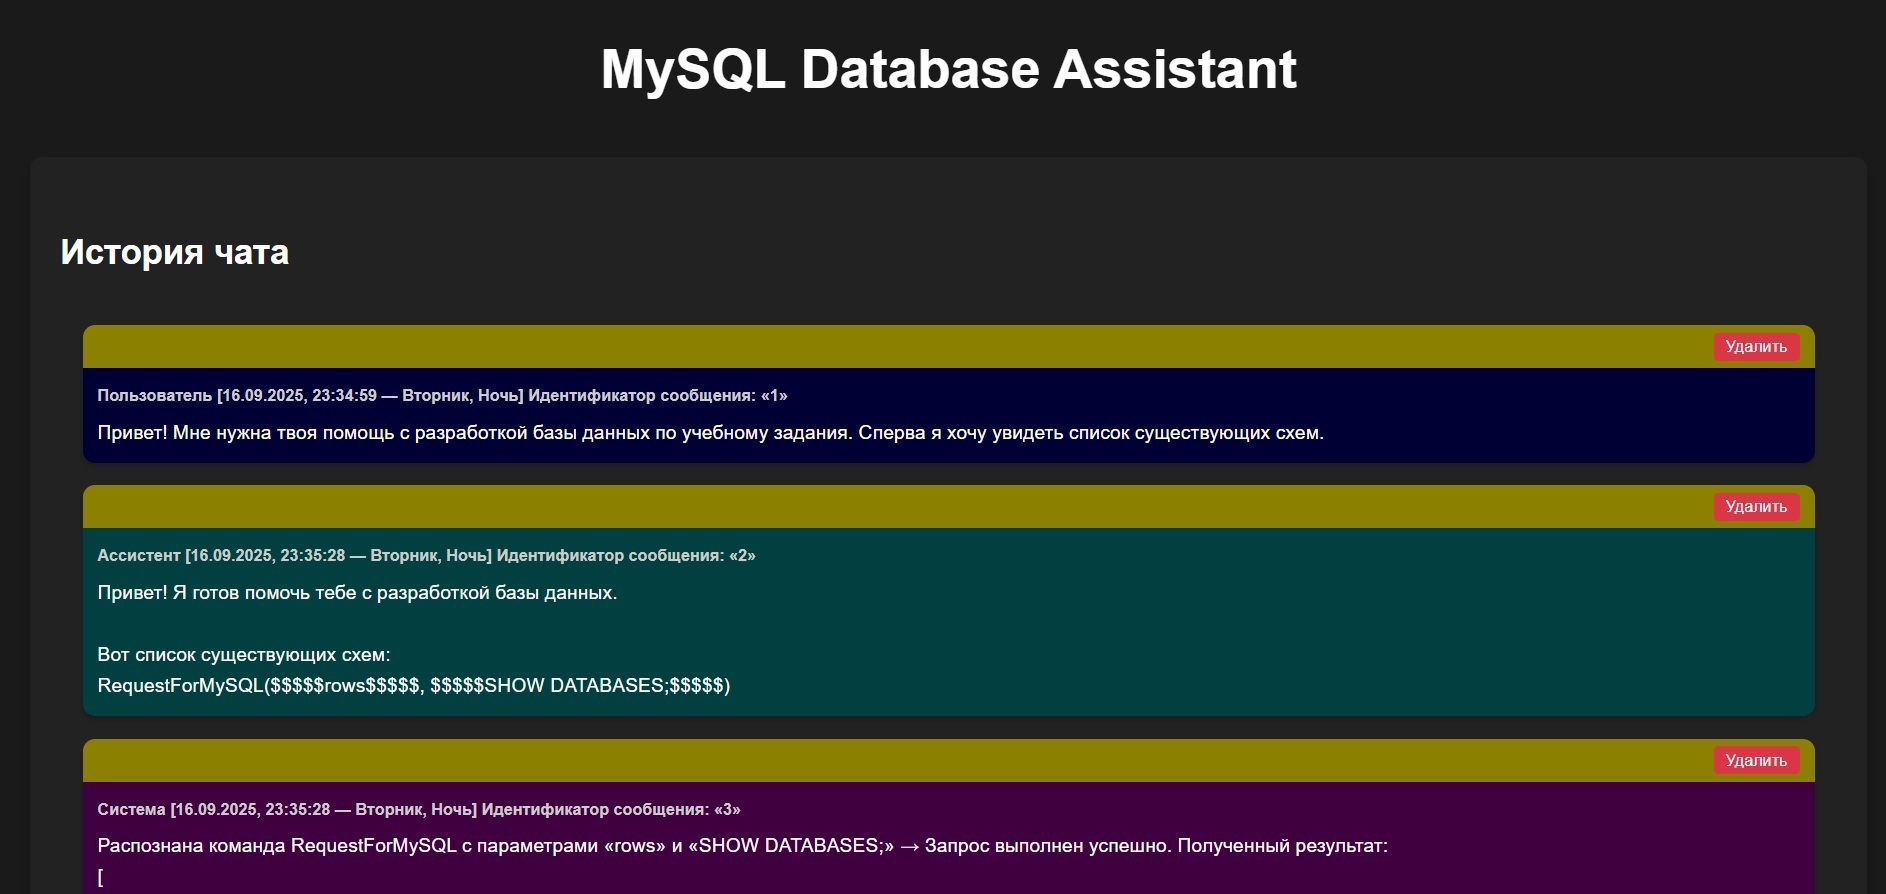 MySQL Database Assistant
История чата
Удалить
Пользователь [16.09.2025, 23:34:59 — Вторник, Ночь] Идентификатор сообщения: «1»
Привет! Мне нужна твоя помощь с разработкой базы данных по учебному задания. Сперва я хочу увидеть список существующих схем.
Удалить
Ассистент [16.09.2025, 23:35:28 — Вторник, Ночь] Идентификатор сообщения: «2»
Привет! Я готов помочь тебе с разработкой базы данных.
Вот список существующих схем:
RequestForMySQL($$$$$rows$$$$$, $$$$$SHOW DATABASES;$$$$$)
Удалить
Система [16.09.2025, 23:35:28 — Вторник, Ночь] Идентификатор сообщения: «3»
Распознана команда RequestForMySQL с параметрами «rows» и «SHOW DATABASES;» → Запрос выполнен успешно. Полученный результат:
[